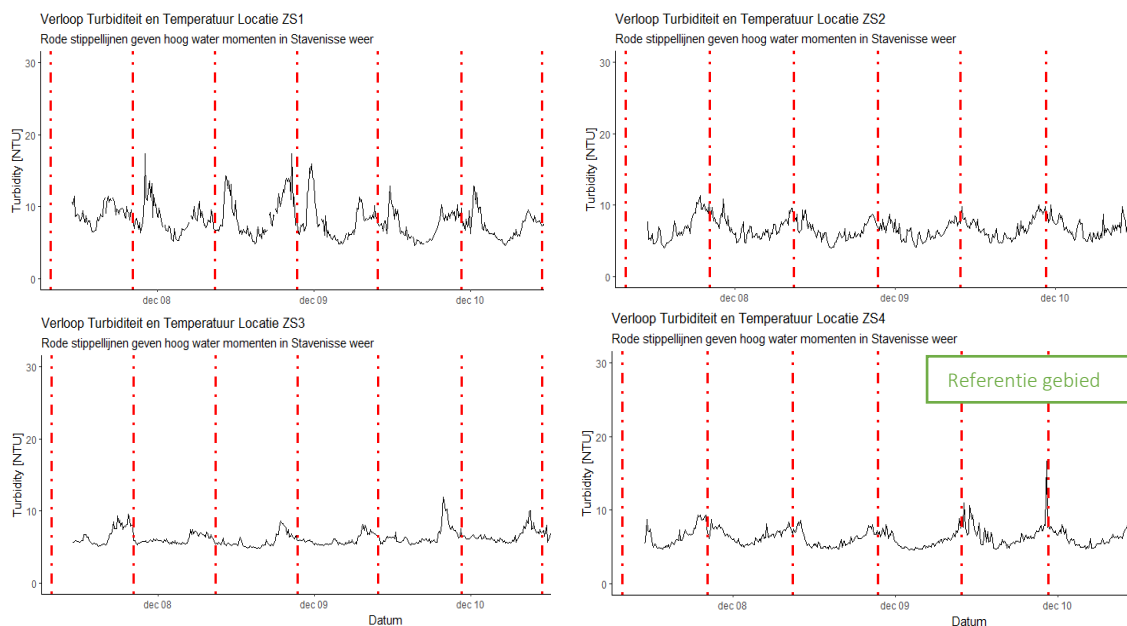 Verloop Turbiditeit en Temperatuur Locatie ZS1
Rode stippellijnen geven hoog water momenten in Stavenisse weer
Turbidity [NTU]
30
20
10
0
dec 08
dec 09
dec 10
Verloop Turbiditeit en Temperatuur Locatie ZS2
Rode stippellijnen geven hoog water momenten in Stavenisse weer
Turbidity [NTU]
30
20
10
0
dec 08
dec 09
dec 10
Verloop Turbiditeit en Temperatuur Locatie ZS3
Rode stippellijnen geven hoog water momenten in Stavenisse weer
Turbidity [NTU]
30
20
10
0
dec 08
dec 09
dec 10
Datum
Verloop Turbiditeit en Temperatuur Locatie ZS4
Rode stippellijnen geven hoog water momenten in Stavenisse weer
Referentie gebied
Turbidity [NTU]
30
20
10
0
dec 08
dec 09
dec 10
Datum